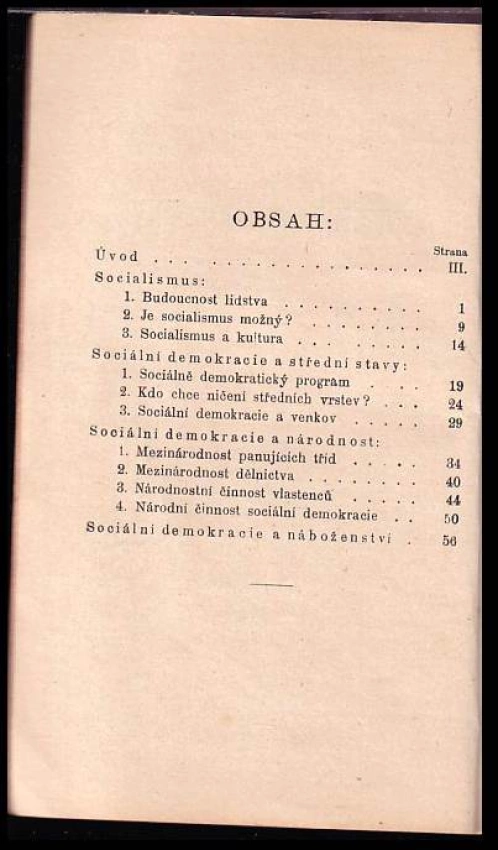 OBSAH:
Strana
Úvod . . . . . . . . . . . . . . . . . . III.
Socialismus:
1. Budoucnost lidstva . . . . . . . . . . 1
2. Je socialismus možný? . . . . . . . . 9
3. Socialismus a kultura . . . . . . . . 14
Sociální demokracie a střední stavy:
1. Sociálně demokratický program . . . . 19
2. Kdo chce ničení středních vrstev? . . . 24
3. Sociální demokracie a venkov . . . . . 29
Sociální demokracie a národnost:
1. Mezinárodnost panujících tříd . . . . . 34
2. Mezinárodnost dělnictva . . . . . . . 40
3. Národnostní činnost vlastenců . . . . . 44
4. Národní činnost sociální demokracie . . 50
Sociální demokracie a náboženství . 56